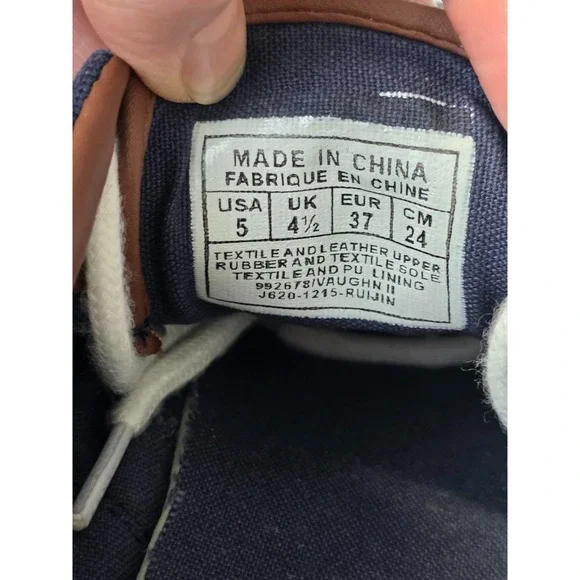 MADE IN CHINA
FABRIQUE EN CHINE
USA UK EUR CM
5 4½ 37 24
TEXTILE AND LEATHER UPPER
RUBBER AND TEXTILE SOLE
TEXTILE AND PU LINING
992678/VAUGHN II
J620-1215-RUIJIN